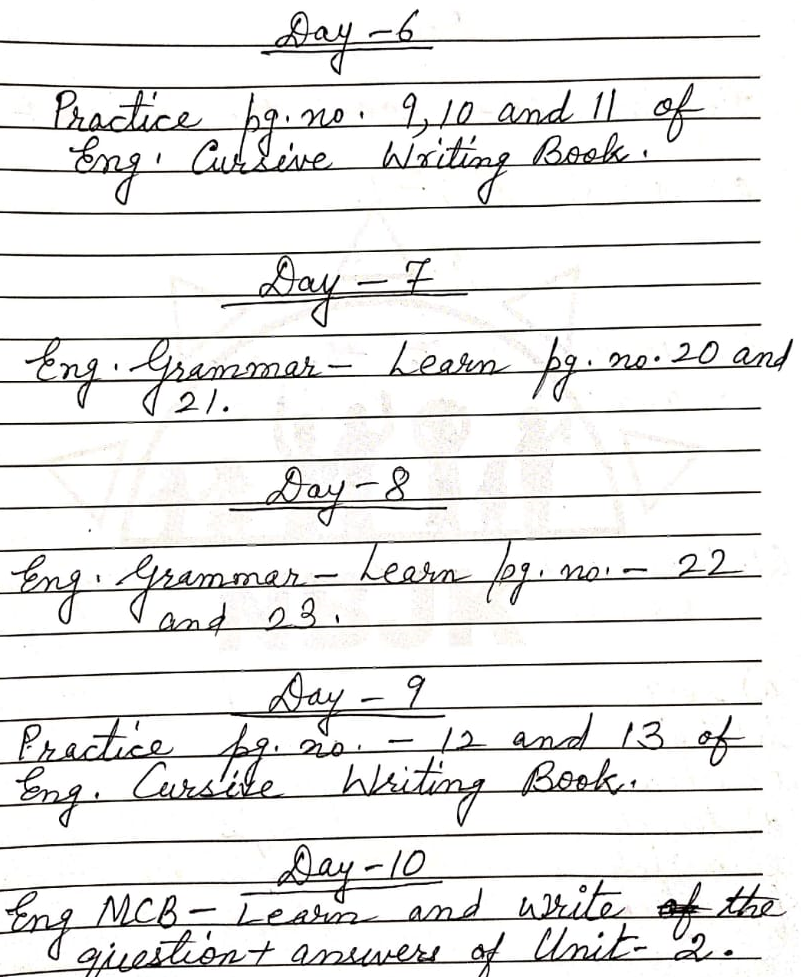 Day - 6
Practice pg. no. 9, 10 and 11 of
Eng. Cursive Writing Book.
Day - 7
Eng. Grammar - Learn pg. no. 20 and
21.
Day - 8
Eng. Grammar - Learn pg. no. - 22
and 23.
Day - 9
Practice pg. no. - 12 and 13 of
Eng. Cursive Writing Book.
Day - 10
Eng MCB - Learn and write of the
question + answers of Unit - 2.